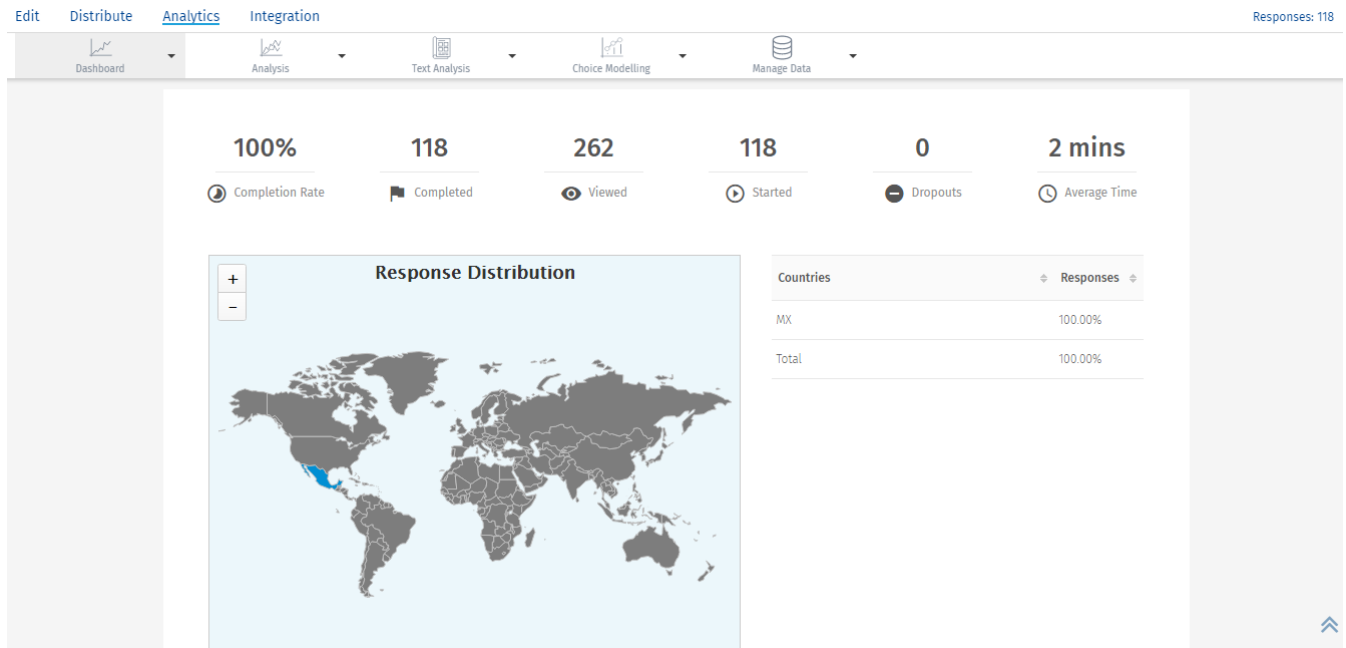 Edit Distribute Analytics Integration Responses: 118
Dashboard Analysis Text Analysis Choice Modelling Manage Data
100% 118 262 118 0 2 mins
Completion Rate Completed Viewed Started Dropouts Average Time
+ Response Distribution
−
Countries Responses
MX 100.00%
Total 100.00%